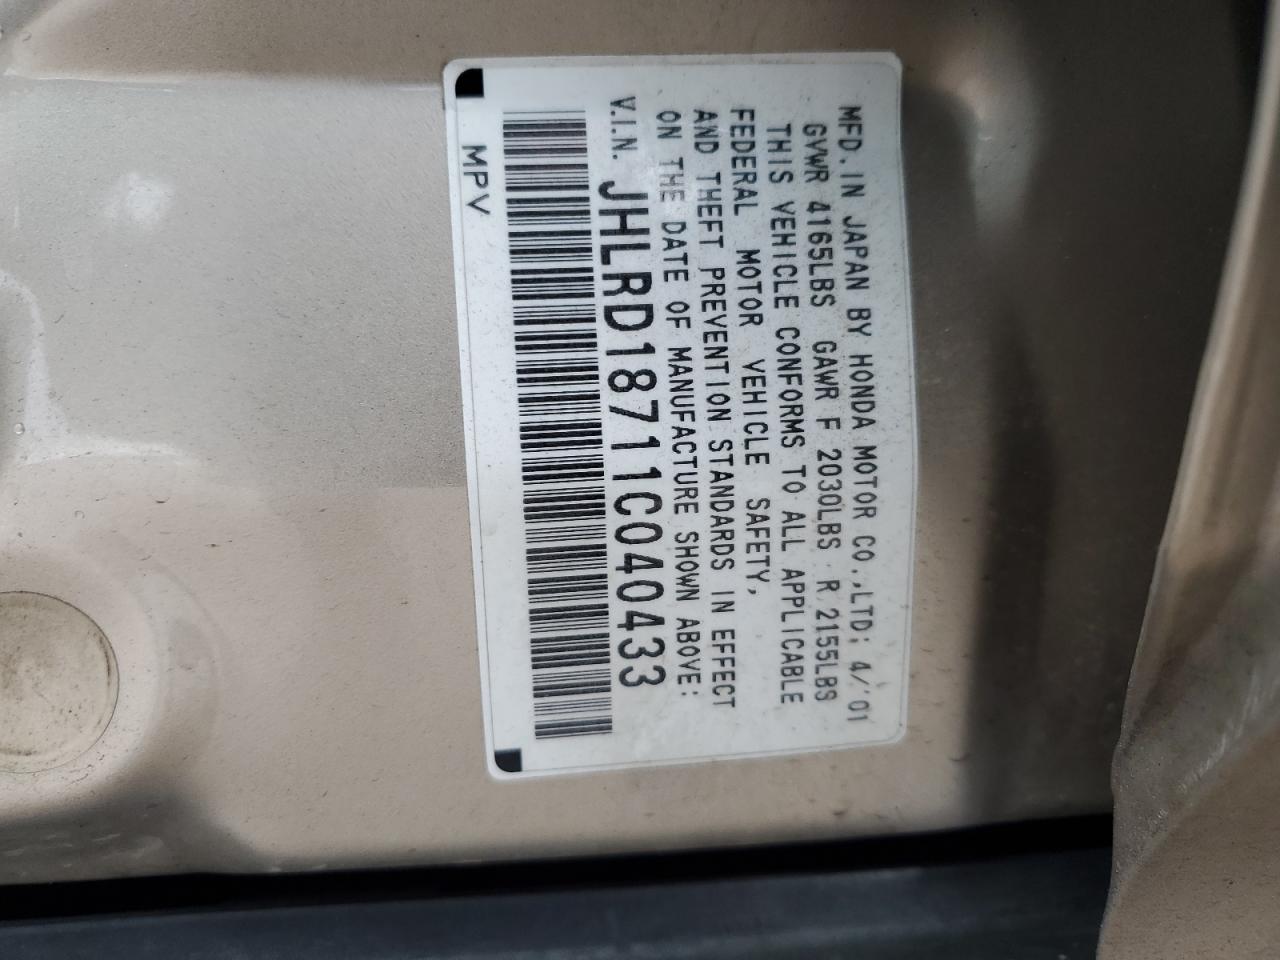 MFD. IN JAPAN BY HONDA MOTOR CO.,LTD; 4/'01
GVWR 4165LBS GAWR F 2030LBS R 2155LBS
THIS VEHICLE CONFORMS TO ALL APPLICABLE
FEDERAL MOTOR VEHICLE SAFETY,
AND THEFT PREVENTION STANDARDS IN EFFECT
ON THE DATE OF MANUFACTURE SHOWN ABOVE:
V.I.N. JHLRD18711C040433
MPV